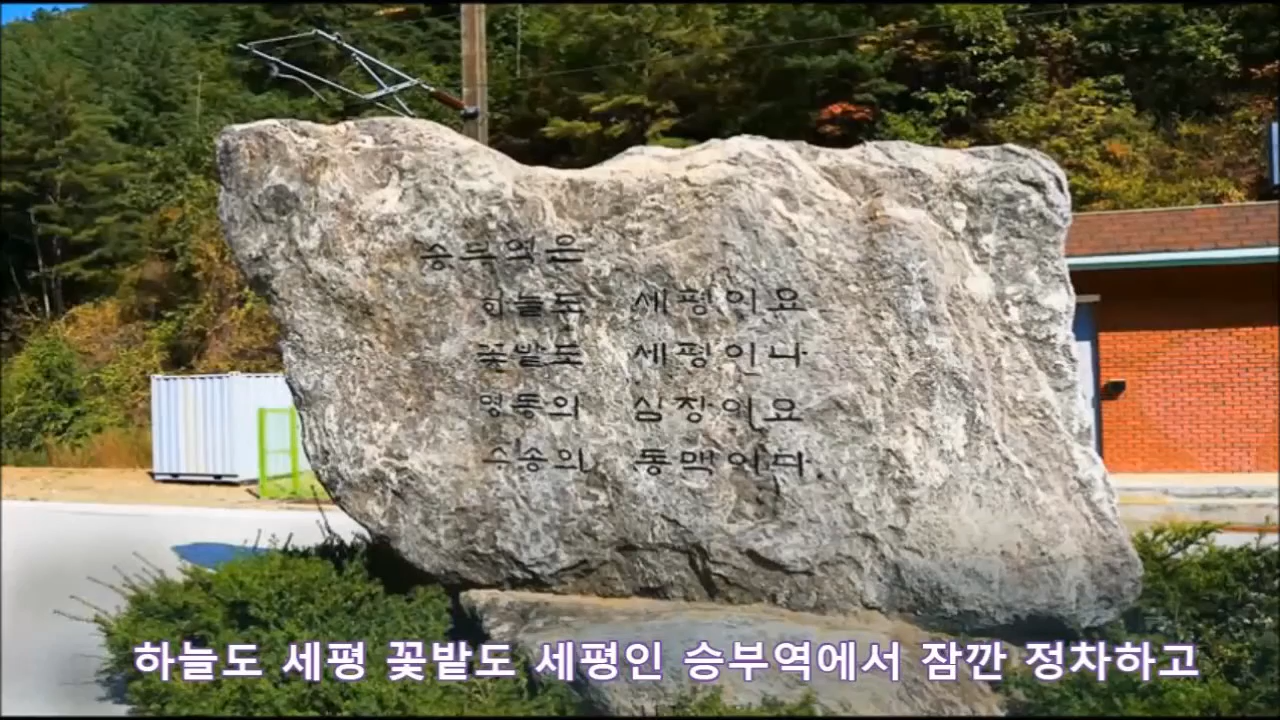 승부역은
하늘도 세평이요
꽃밭도 세평이나
영동의 심장이요
수송의 동맥이다.
하늘도 세평 꽃밭도 세평인 승부역에서 잠깐 정차하고